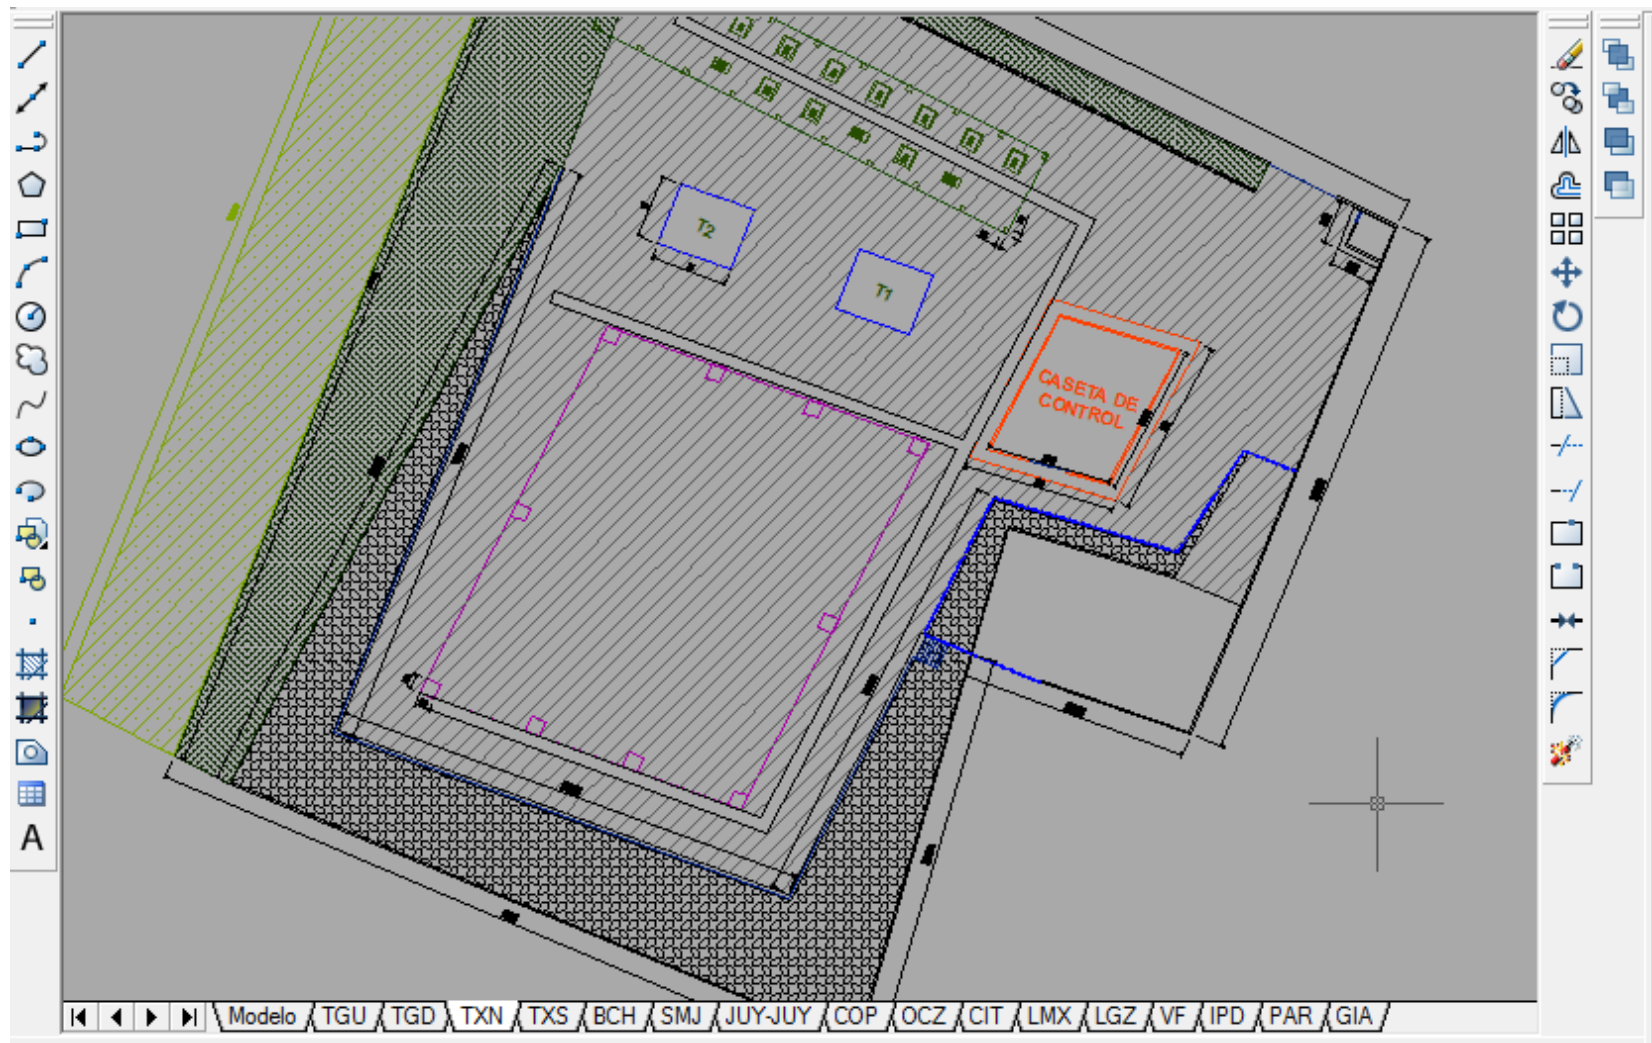 T2
T1
CASETA DE
CONTROL
A
Modelo TGU TGD TXN TXS BCH SMJ JUY-JUY COP OCZ CIT LMX LGZ VF IPD PAR GIA